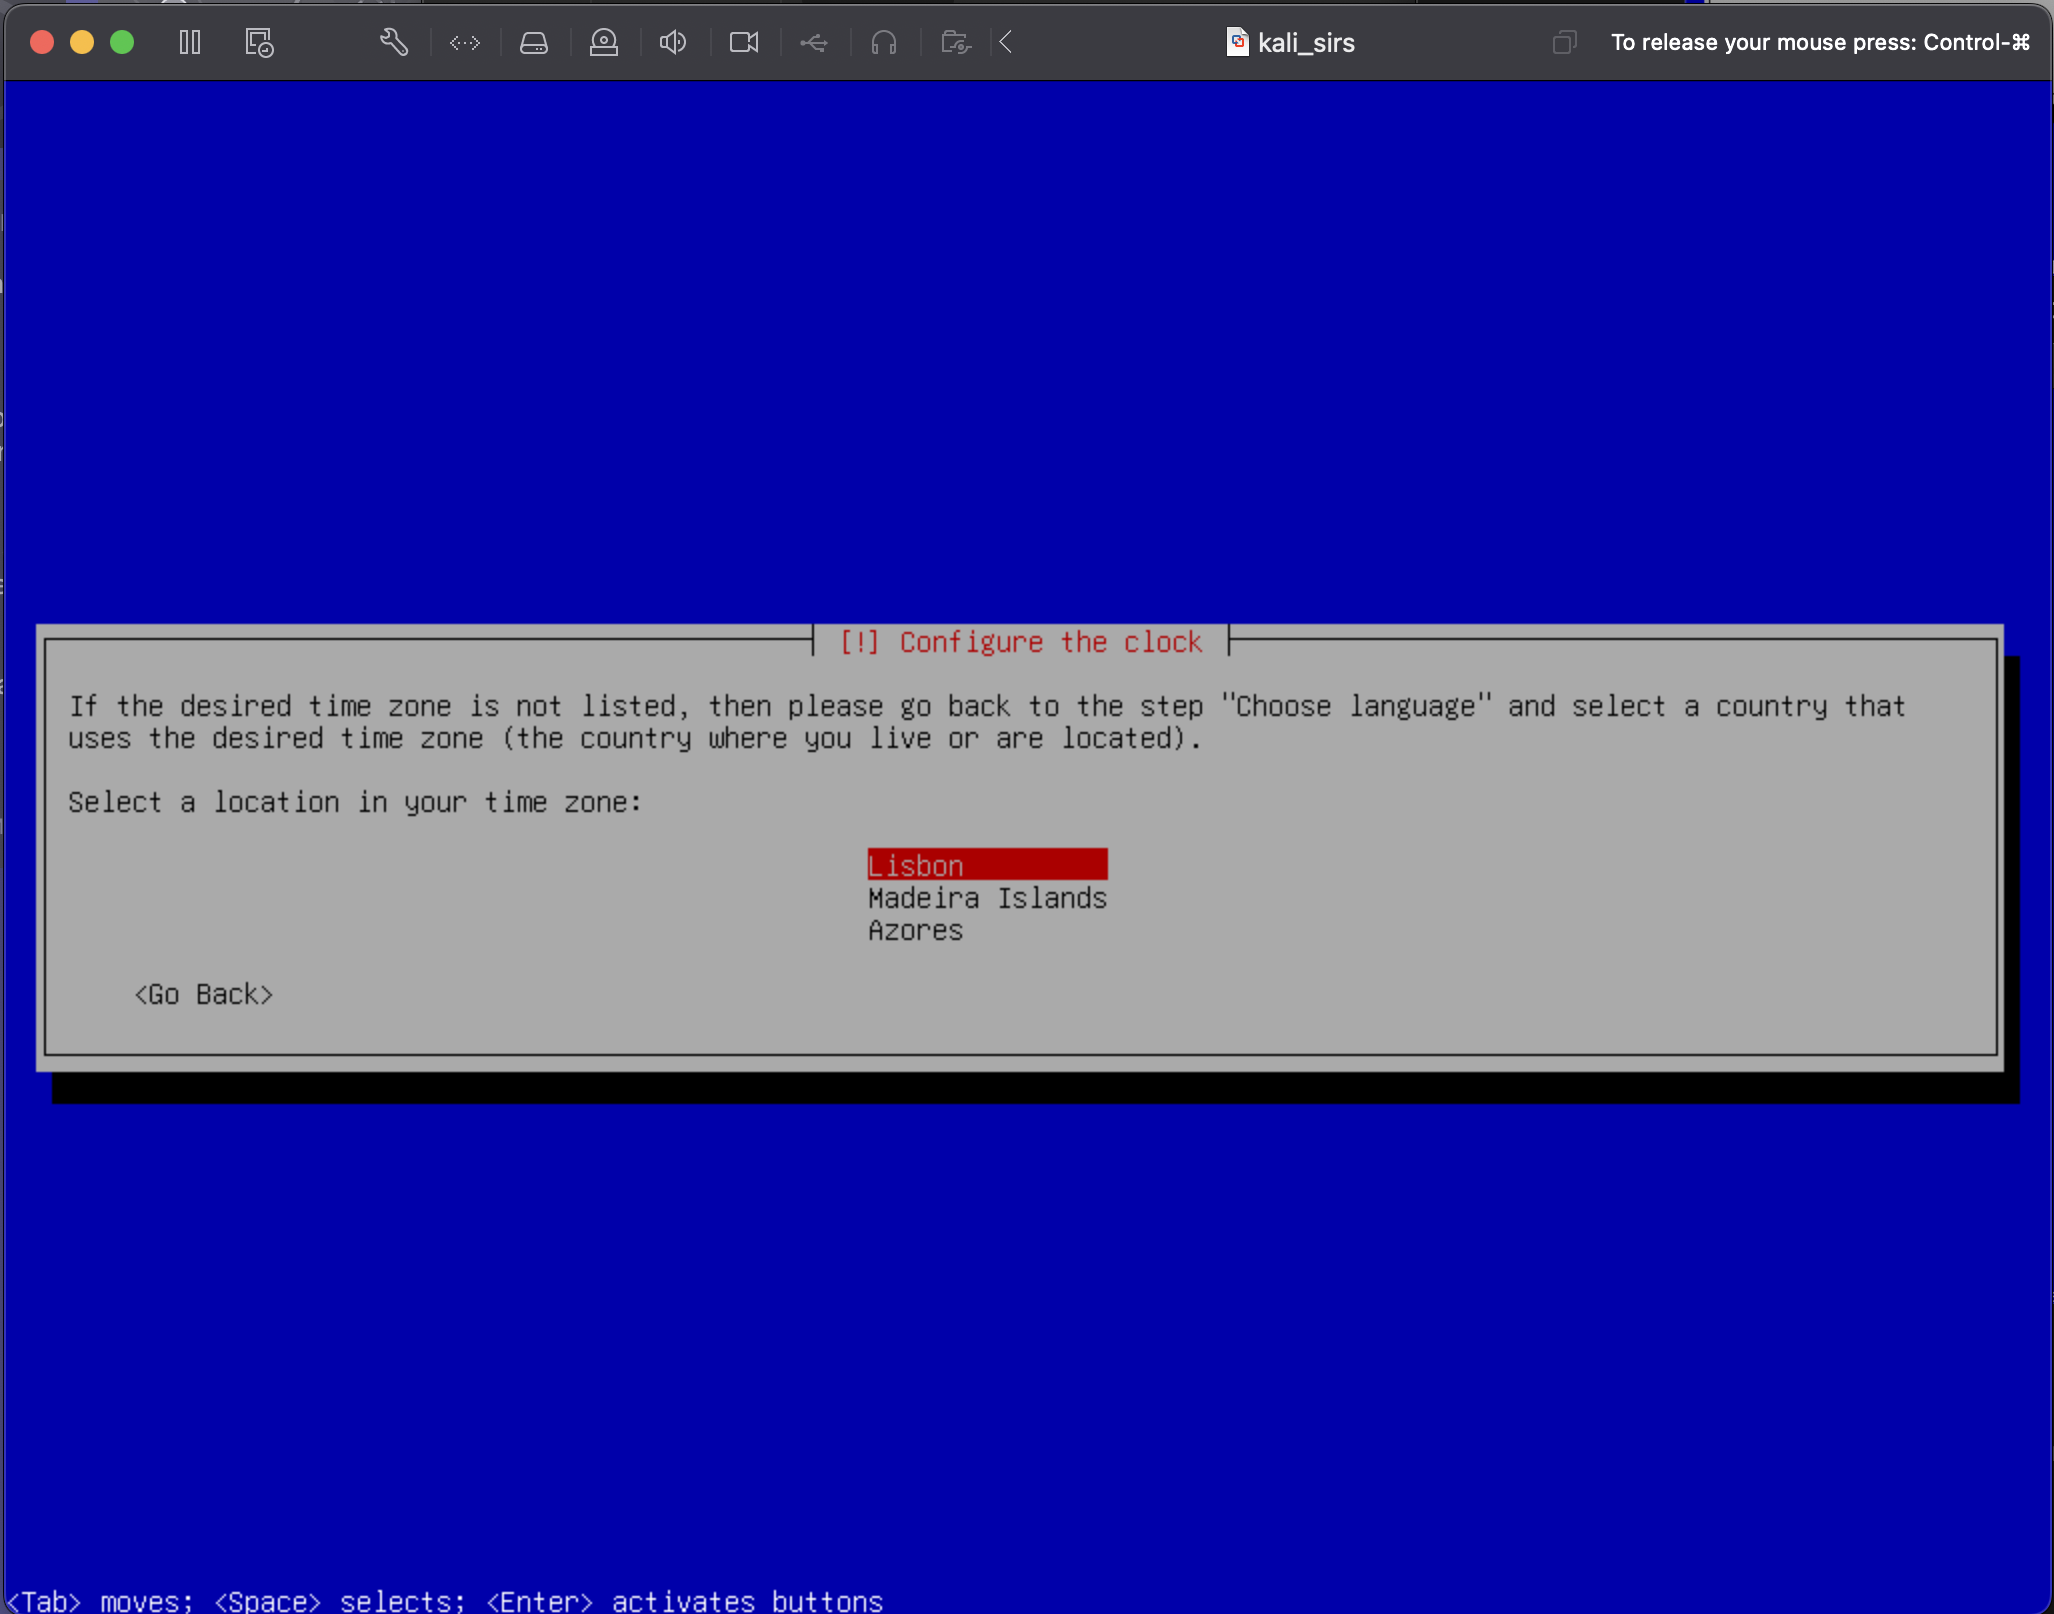 kali_sirs
To release your mouse press: Control-⌘
[!] Configure the clock
If the desired time zone is not listed, then please go back to the step "Choose language" and select a country that
uses the desired time zone (the country where you live or are located).
Select a location in your time zone:
Lisbon
Madeira Islands
Azores
<Go Back>
<Tab> moves; <Space> selects; <Enter> activates buttons